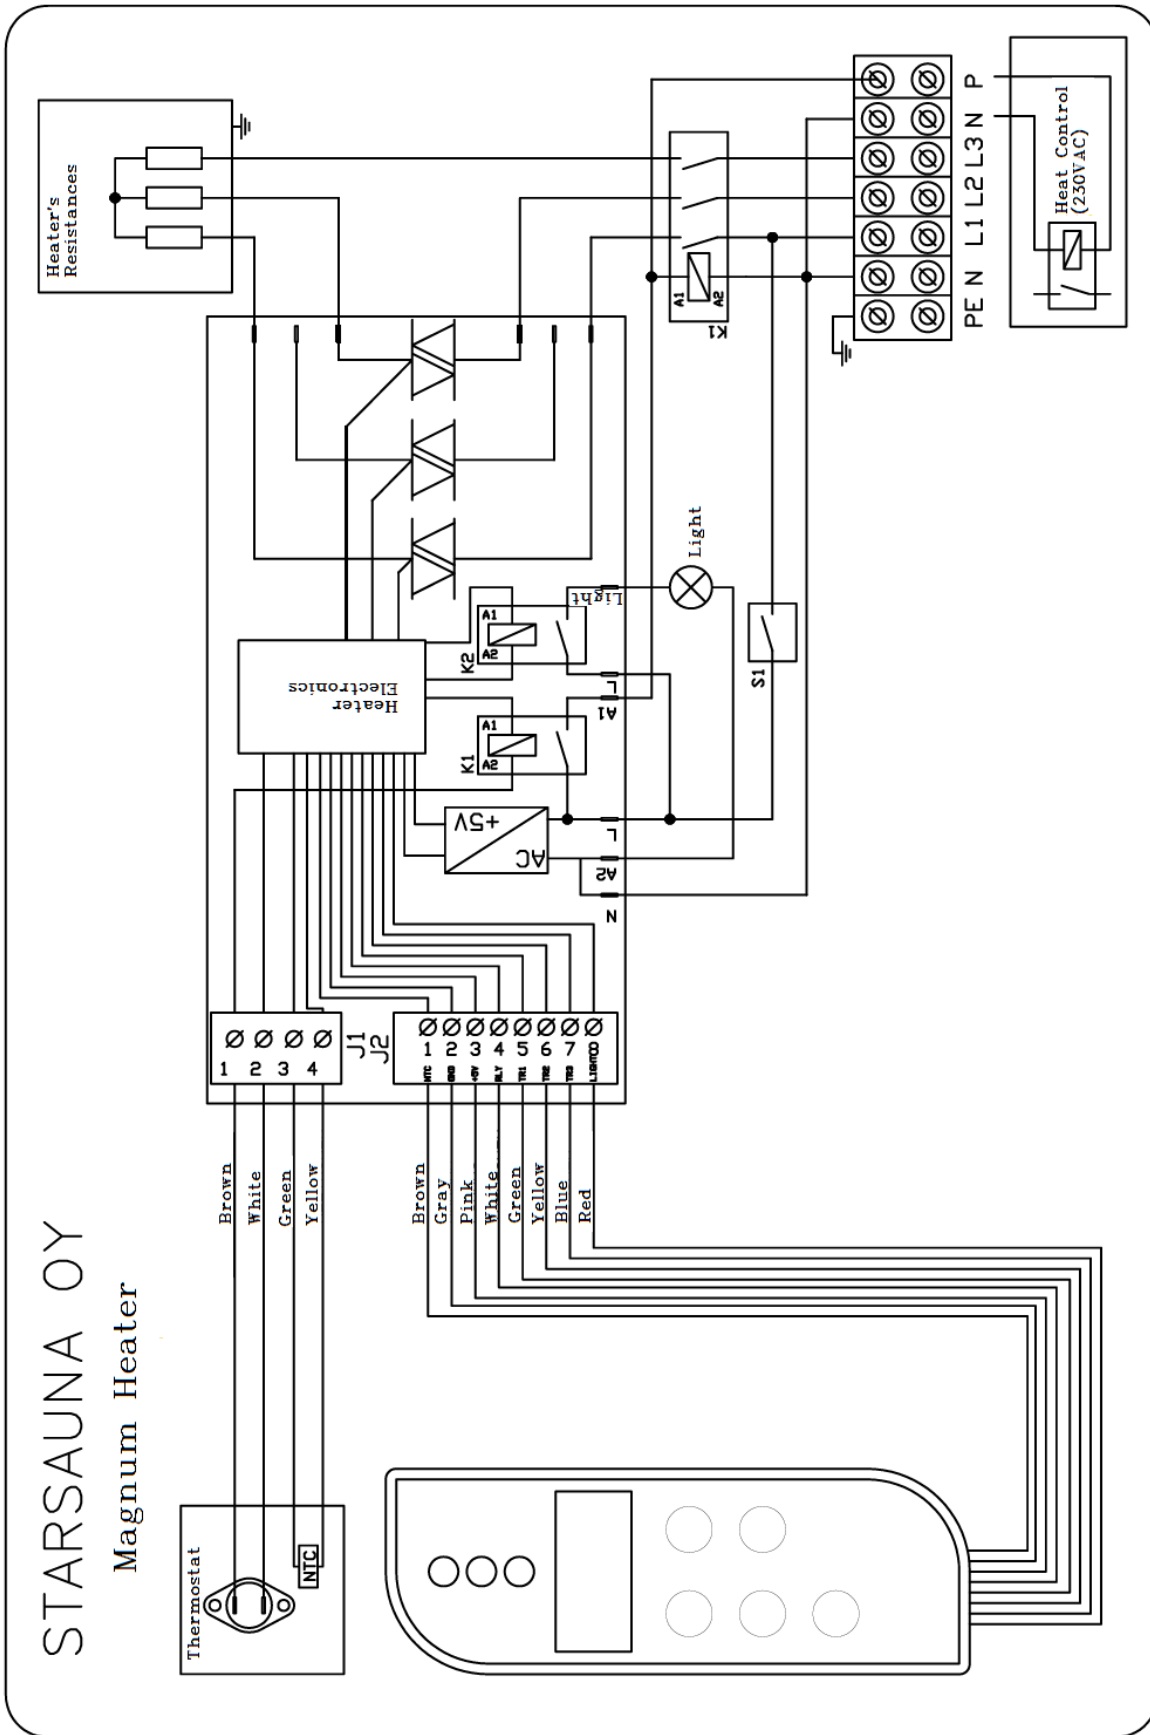 STARSAUNA OY
Magnum Heater
Heater's
Resistances
Heat Control
(230VAC)
P
N
L3
L2
L1
N
PE
A1
A2
K1
Light
S1
Light
L
A1
L
A2
N
K2
A1
A2
K1
A1
A2
Heater
Electronics
+5V
AC
J1
1
2
3
4
J2
1
2
3
4
5
6
7
8
NTC
GND
+5V
RLY
TR1
TR2
TR3
LIGHT
Brown
White
Green
Yellow
Brown
Gray
Pink
White
Green
Yellow
Blue
Red
Thermostat
NTC